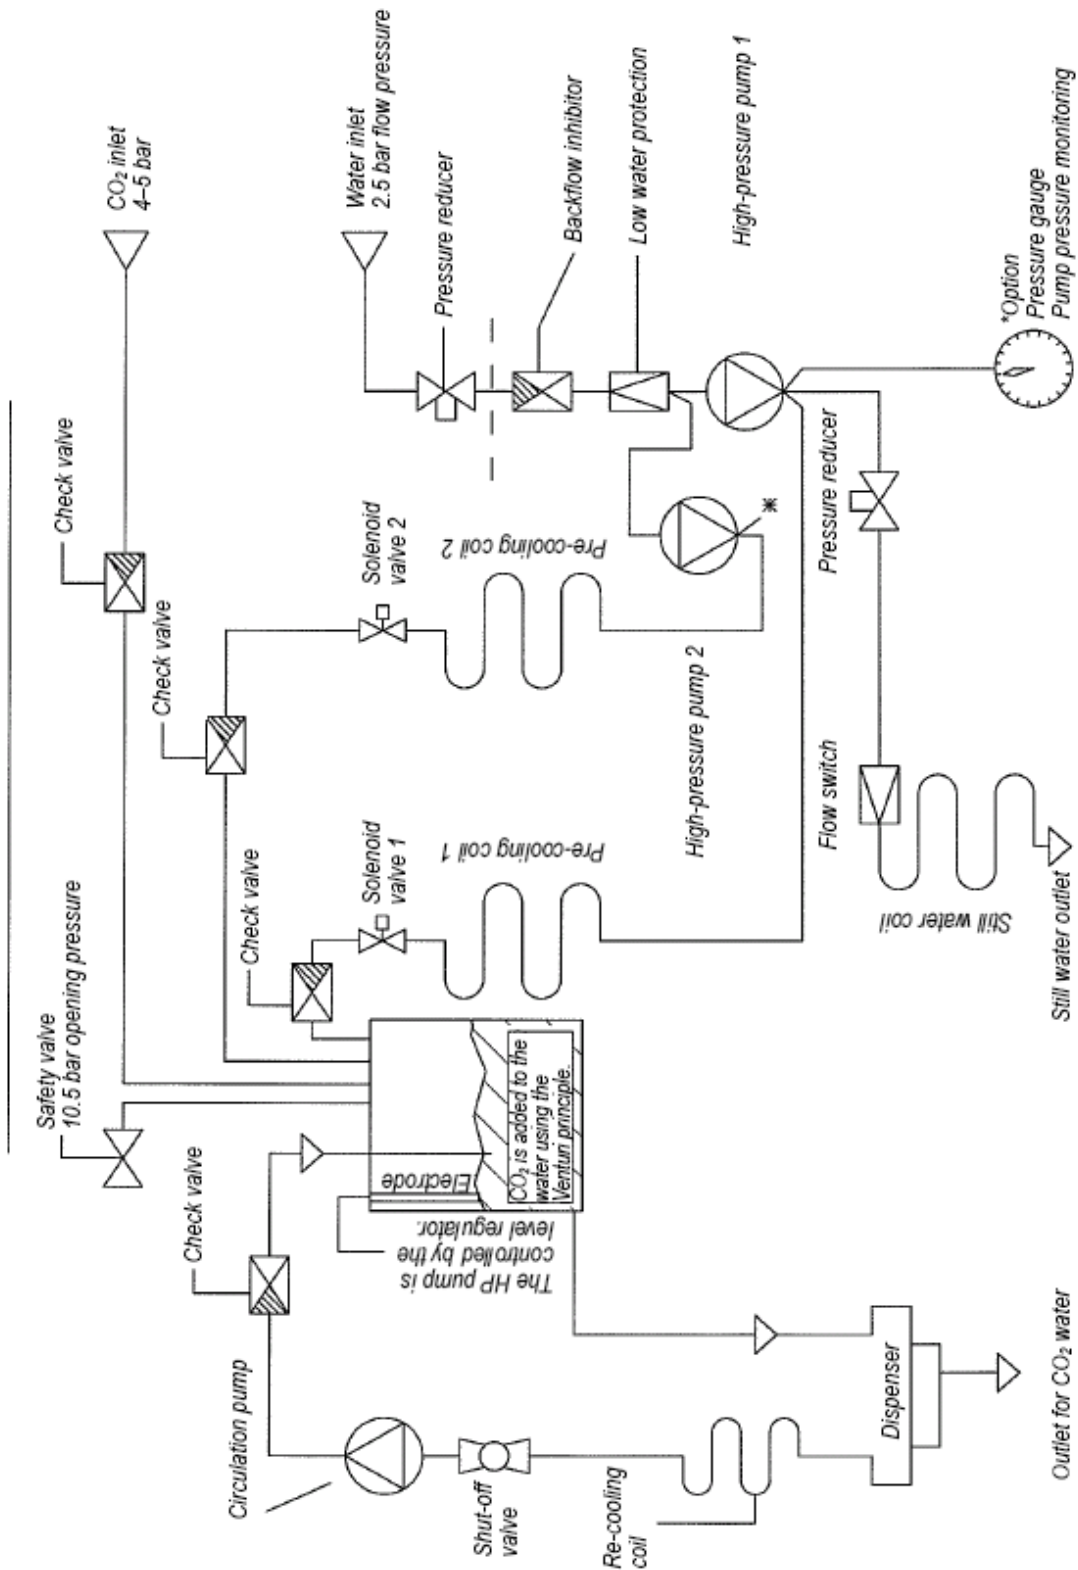 Safety valve
10.5 bar opening pressure
Check valve
CO₂ inlet
4–5 bar
Check valve
Check valve
Check valve
Circulation pump
Shut-off
valve
Re-cooling
coil
Dispenser
Outlet for CO₂ water
The HP pump is
controlled by the
level regulator.
Electrode
CO₂ is added to the
water using the
Venturi principle.
Solenoid
valve 1
Pre-cooling coil 1
Solenoid
valve 2
Pre-cooling coil 2
Water inlet
2.5 bar flow pressure
Pressure reducer
Backflow inhibitor
Low water protection
High-pressure pump 1
High-pressure pump 2
*
Pressure reducer
Flow switch
Still water coil
Still water outlet
*Option
Pressure gauge
Pump pressure monitoring